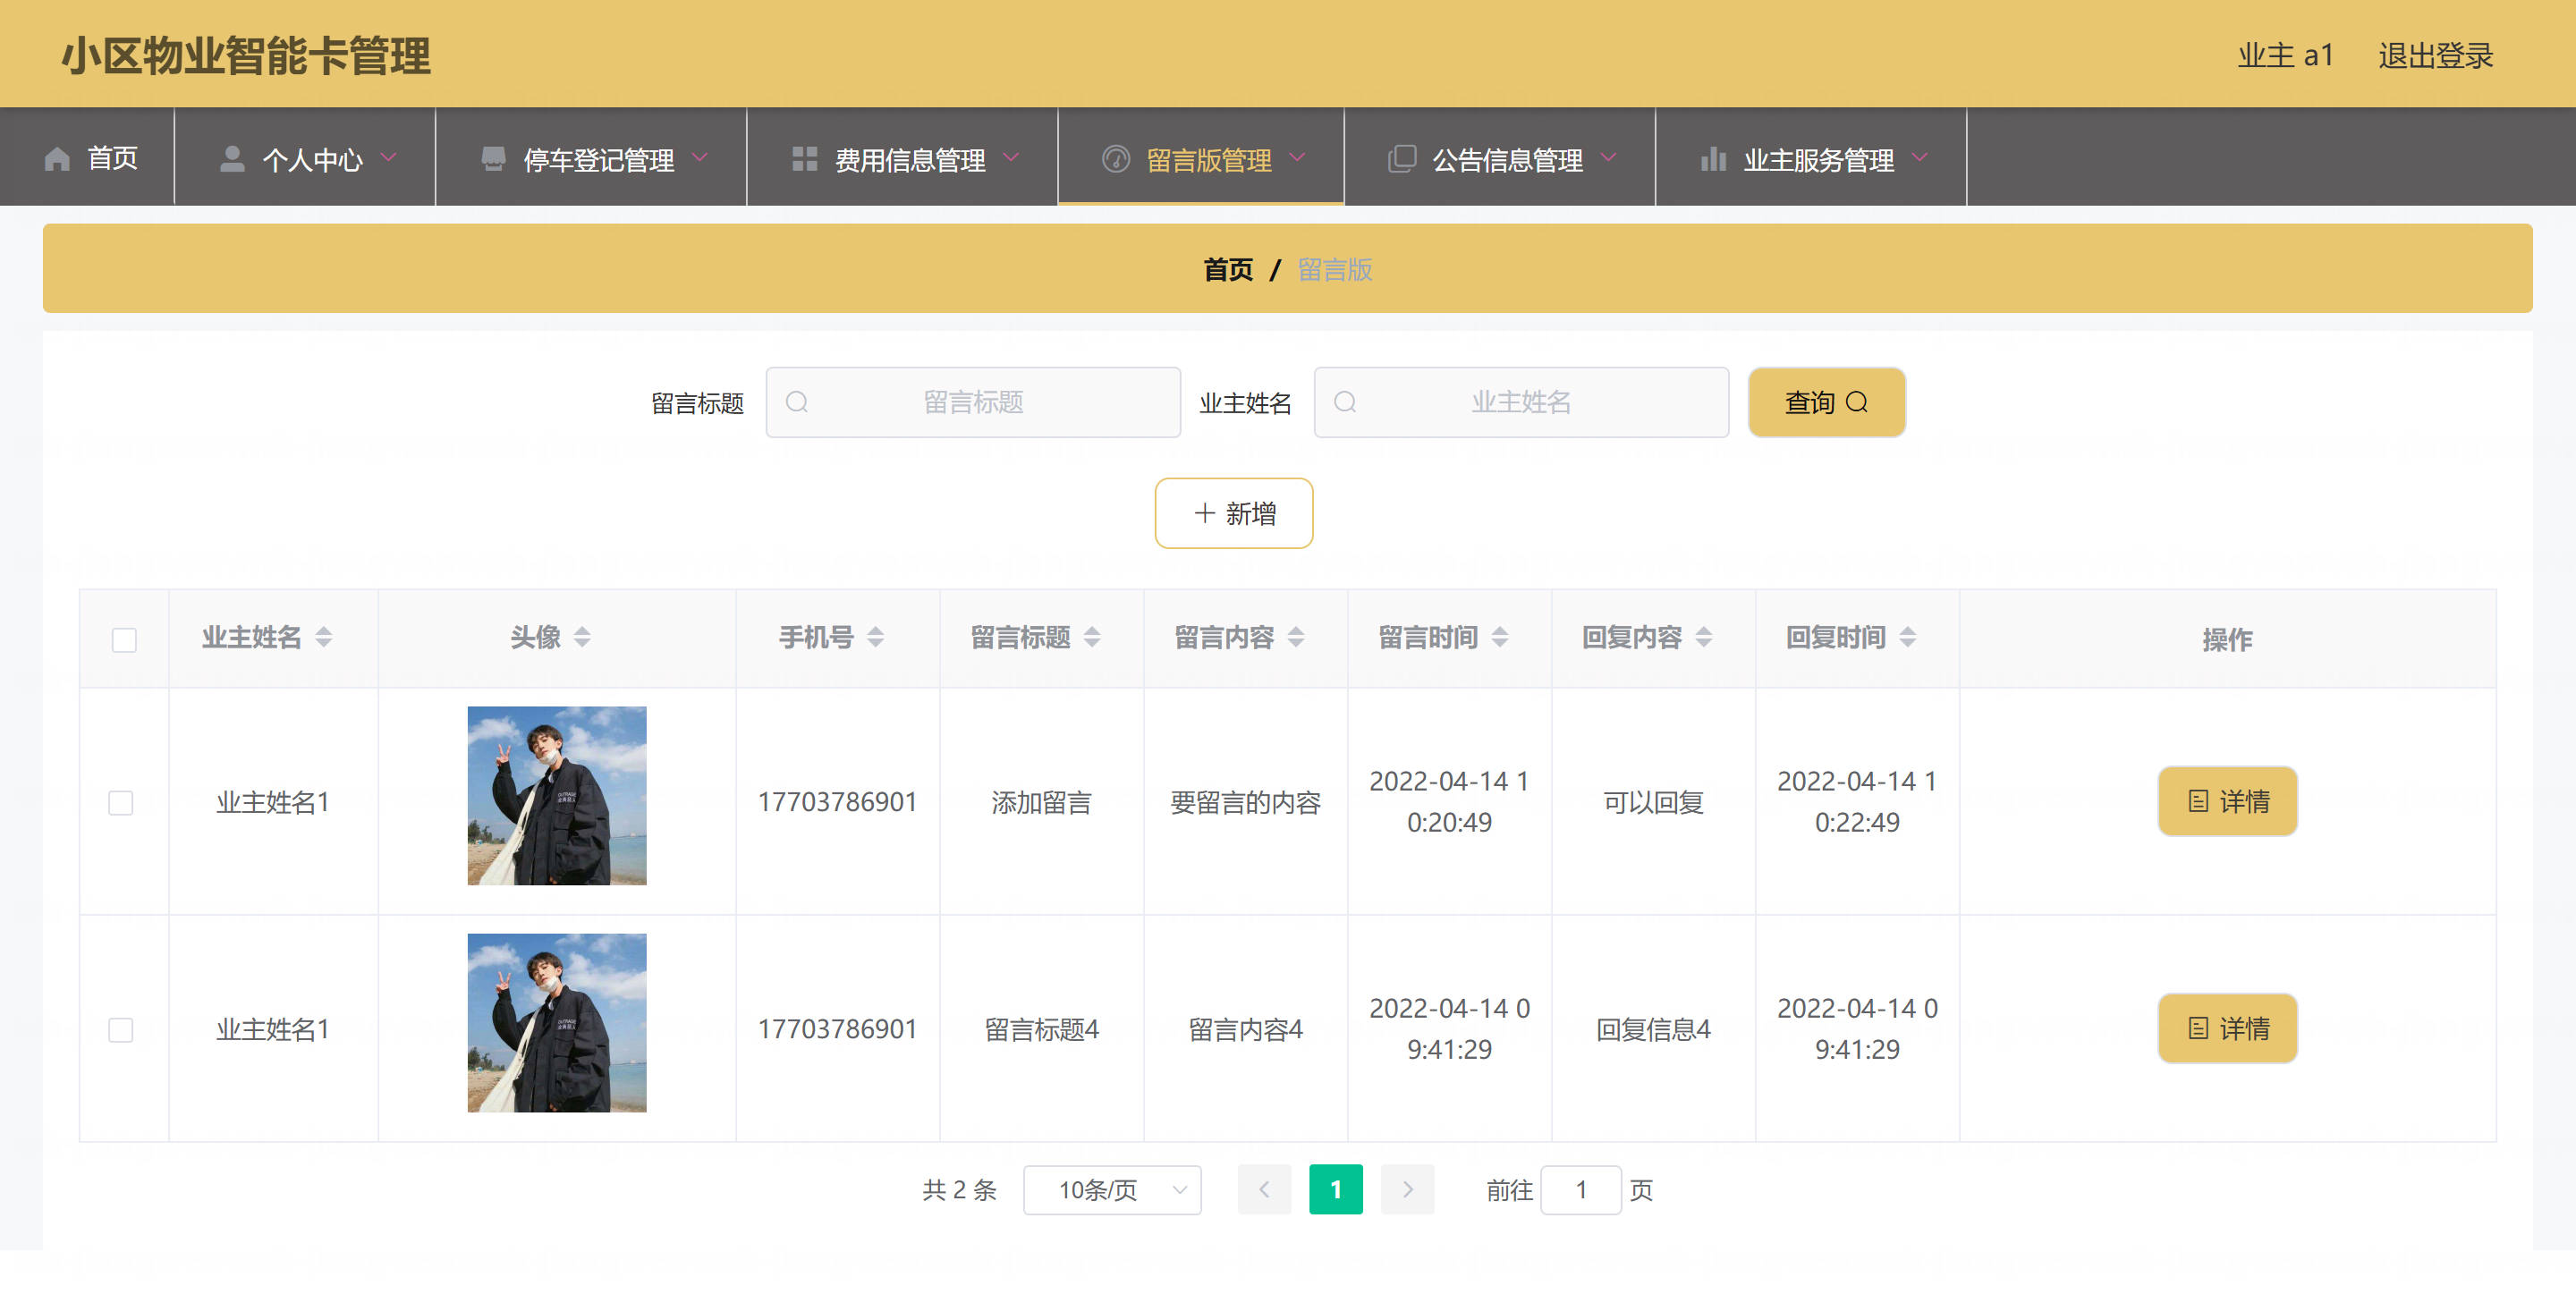 小区物业智能卡管理
业主 a1 退出登录
首页 个人中心 停车登记管理 费用信息管理 留言版管理 公告信息管理 业主服务管理
首页 / 留言版
留言标题 留言标题 业主姓名 业主姓名 查询
新增
业主姓名 头像 手机号 留言标题 留言内容 留言时间 回复内容 回复时间 操作
业主姓名1 17703786901 添加留言 要留言的内容 2022-04-14 1 可以回复 2022-04-14 1 详情
0:20:49 0:22:49
业主姓名1 17703786901 留言标题4 留言内容4 2022-04-14 0 回复信息4 2022-04-14 0 详情
9:41:29 9:41:29
共 2 条 10条/页 1 前往 1 页